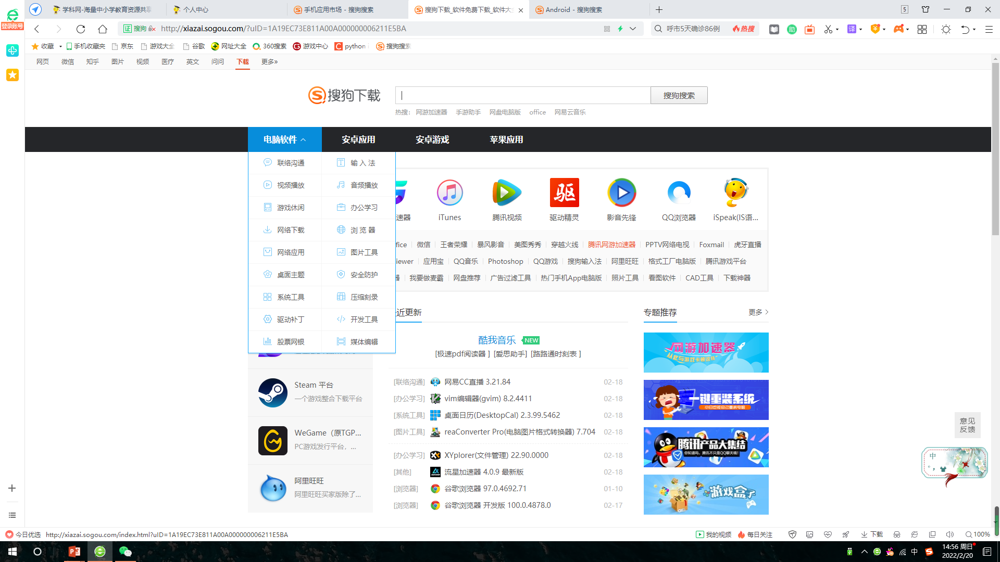 登录账号
学科网-海量中小学教育资源共享
个人中心
手机应用市场 - 搜狗搜索
搜狗下载_软件免费下载_软件大全
Android - 搜狗搜索
5
证 搜狗
http://xiazai.sogou.com/?uID=1A19EC73E811A00A000000006211E5BA
呼市5天确诊86例
热搜
助
译
收藏
手机收藏夹
京东
游戏大全
谷歌
网址大全
360搜索
游戏中心
python
搜狗搜索
网页
微信
知乎
图片
视频
医疗
英文
问问
下载
更多»
搜狗下载
搜狗搜索
热搜:
网游加速器
手游助手
网盘电脑版
office
网易云音乐
电脑软件
安卓应用
安卓游戏
苹果应用
联络沟通
输 入 法
视频播放
音频播放
游戏休闲
办公学习
网络下载
浏 览 器
网络应用
图片工具
桌面主题
安全防护
系统工具
压缩刻录
驱动补丁
开发工具
股票网银
媒体编辑
速器
iTunes
腾讯视频
驱
驱动精灵
影音先锋
QQ浏览器
iSpeak(IS语...
fice
微信
王者荣耀
暴风影音
美图秀秀
穿越火线
腾讯网游加速器
PPTV网络电视
Foxmail
虎牙直播
iewer
应用宝
QQ音乐
Photoshop
QQ游戏
搜狗输入法
阿里旺旺
格式工厂电脑版
腾讯游戏平台
器
我要做麦霸
网盘推荐
广告过滤工具
热门手机App电脑版
照片工具
看图软件
CAD工具
下载神器
近更新
专题推荐
更多
酷我音乐
NEW
[极速pdf阅读器 ]
[爱思助手]
[路路通时刻表 ]
[联络沟通] 网易CC直播 3.21.84 02-18
[办公学习] vim编辑器(gvim) 8.2.4411 02-18
[系统工具] 桌面日历(DesktopCal) 2.3.99.5462 02-18
[图片工具] reaConverter Pro(电脑图片格式转换器) 7.704 02-18
[办公学习] XYplorer(文件管理) 22.90.0000 02-18
[其他] 流星加速器 4.0.9 最新版 02-18
[浏览器] 谷歌浏览器 97.0.4692.71 01-10
[浏览器] 谷歌浏览器 开发版 100.0.4878.0 02-17
Steam 平台
一个游戏整合下载平台
WeGame（原TGP...
PC游戏发行平台，...
阿里旺旺
阿里旺旺买家版除了...
网游加速器
从此与游戏卡顿说拜拜
一键重装系统
小白也能自己重装电脑
腾讯产品大集结
你知道吗，腾讯不只是QQ聊天哦！
游戏盒子
意见
反馈
中
今日优选
http://xiazai.sogou.com/index.html?uID=1A19EC73E811A00A000000006211E5BA
我的视频
每日关注
下载
100%
中
14:56 周日
2022/2/20